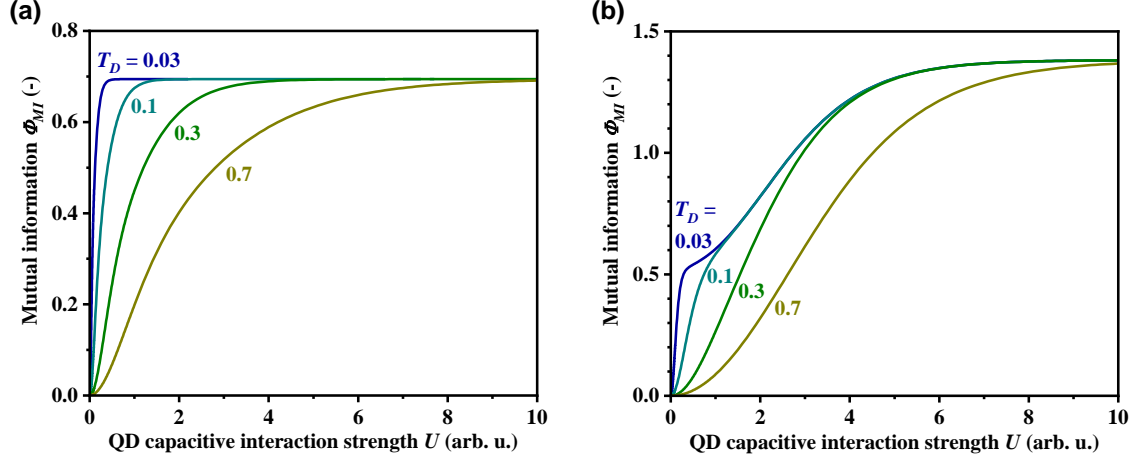 (a)
Mutual information Φ_MI (-)
0.8
0.6
0.4
0.2
0.0
T_D = 0.03
0.1
0.3
0.7
0 2 4 6 8 10
QD capacitive interaction strength U (arb. u.)
(b)
Mutual information Φ_MI (-)
1.5
1.0
0.5
0.0
T_D =
0.03
0.1
0.3
0.7
0 2 4 6 8 10
QD capacitive interaction strength U (arb. u.)